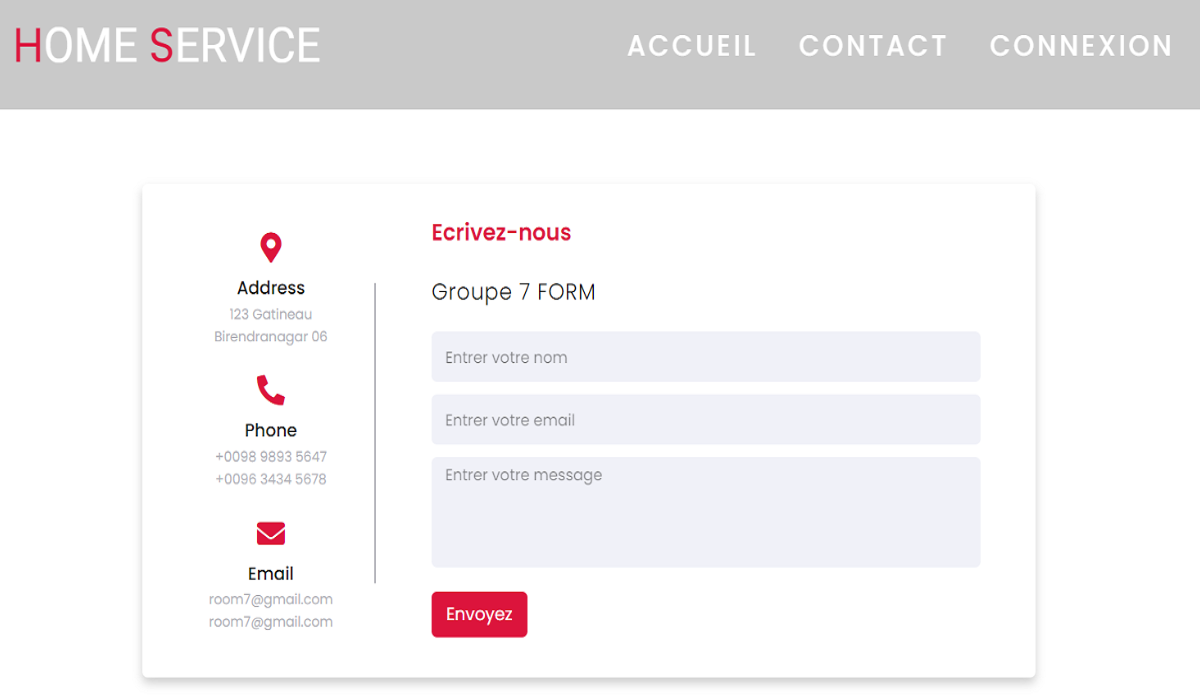 HOME SERVICE
ACCUEIL CONTACT CONNEXION
Address
123 Gatineau
Birendranagar 06
Phone
+0098 9893 5647
+0096 3434 5678
Email
room7@gmail.com
room7@gmail.com
Ecrivez-nous
Groupe 7 FORM
Entrer votre nom
Entrer votre email
Entrer votre message
Envoyez